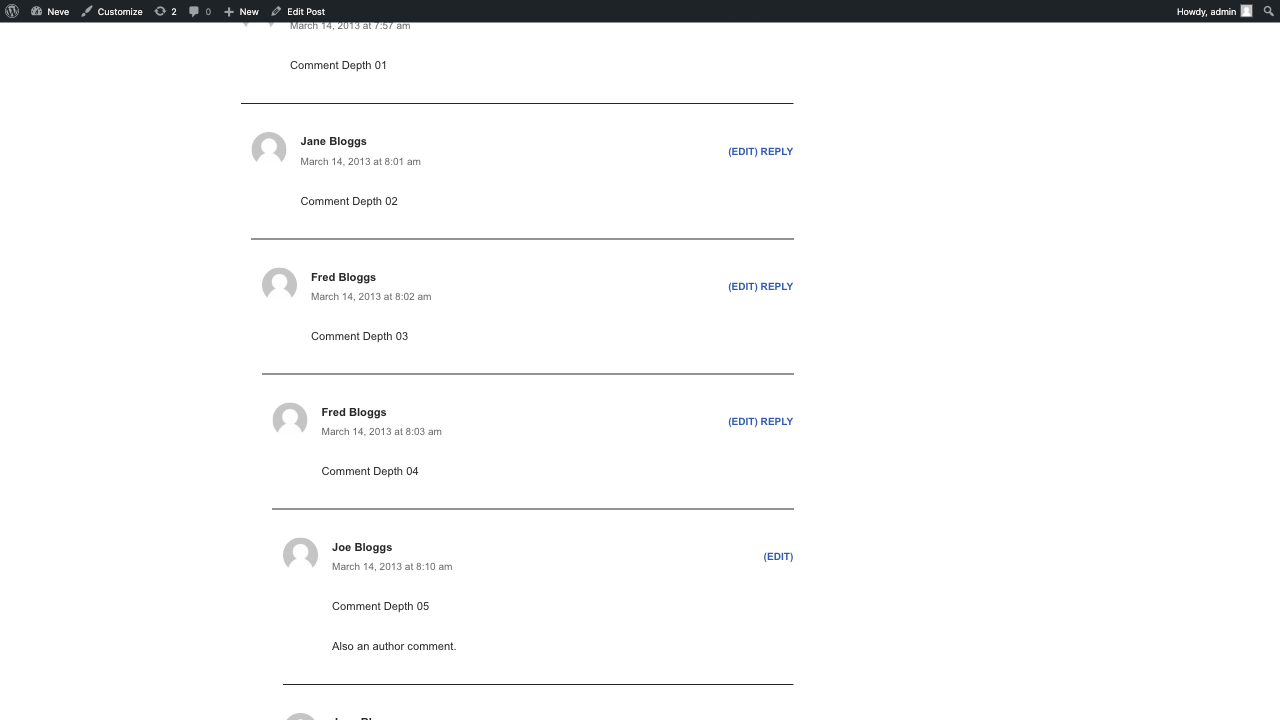 Neve Customize 2 0 New Edit Post Howdy, admin
March 14, 2013 at 7:57 am
Comment Depth 01
Jane Bloggs
(EDIT) REPLY
March 14, 2013 at 8:01 am
Comment Depth 02
Fred Bloggs
(EDIT) REPLY
March 14, 2013 at 8:02 am
Comment Depth 03
Fred Bloggs
(EDIT) REPLY
March 14, 2013 at 8:03 am
Comment Depth 04
Joe Bloggs
(EDIT)
March 14, 2013 at 8:10 am
Comment Depth 05
Also an author comment.